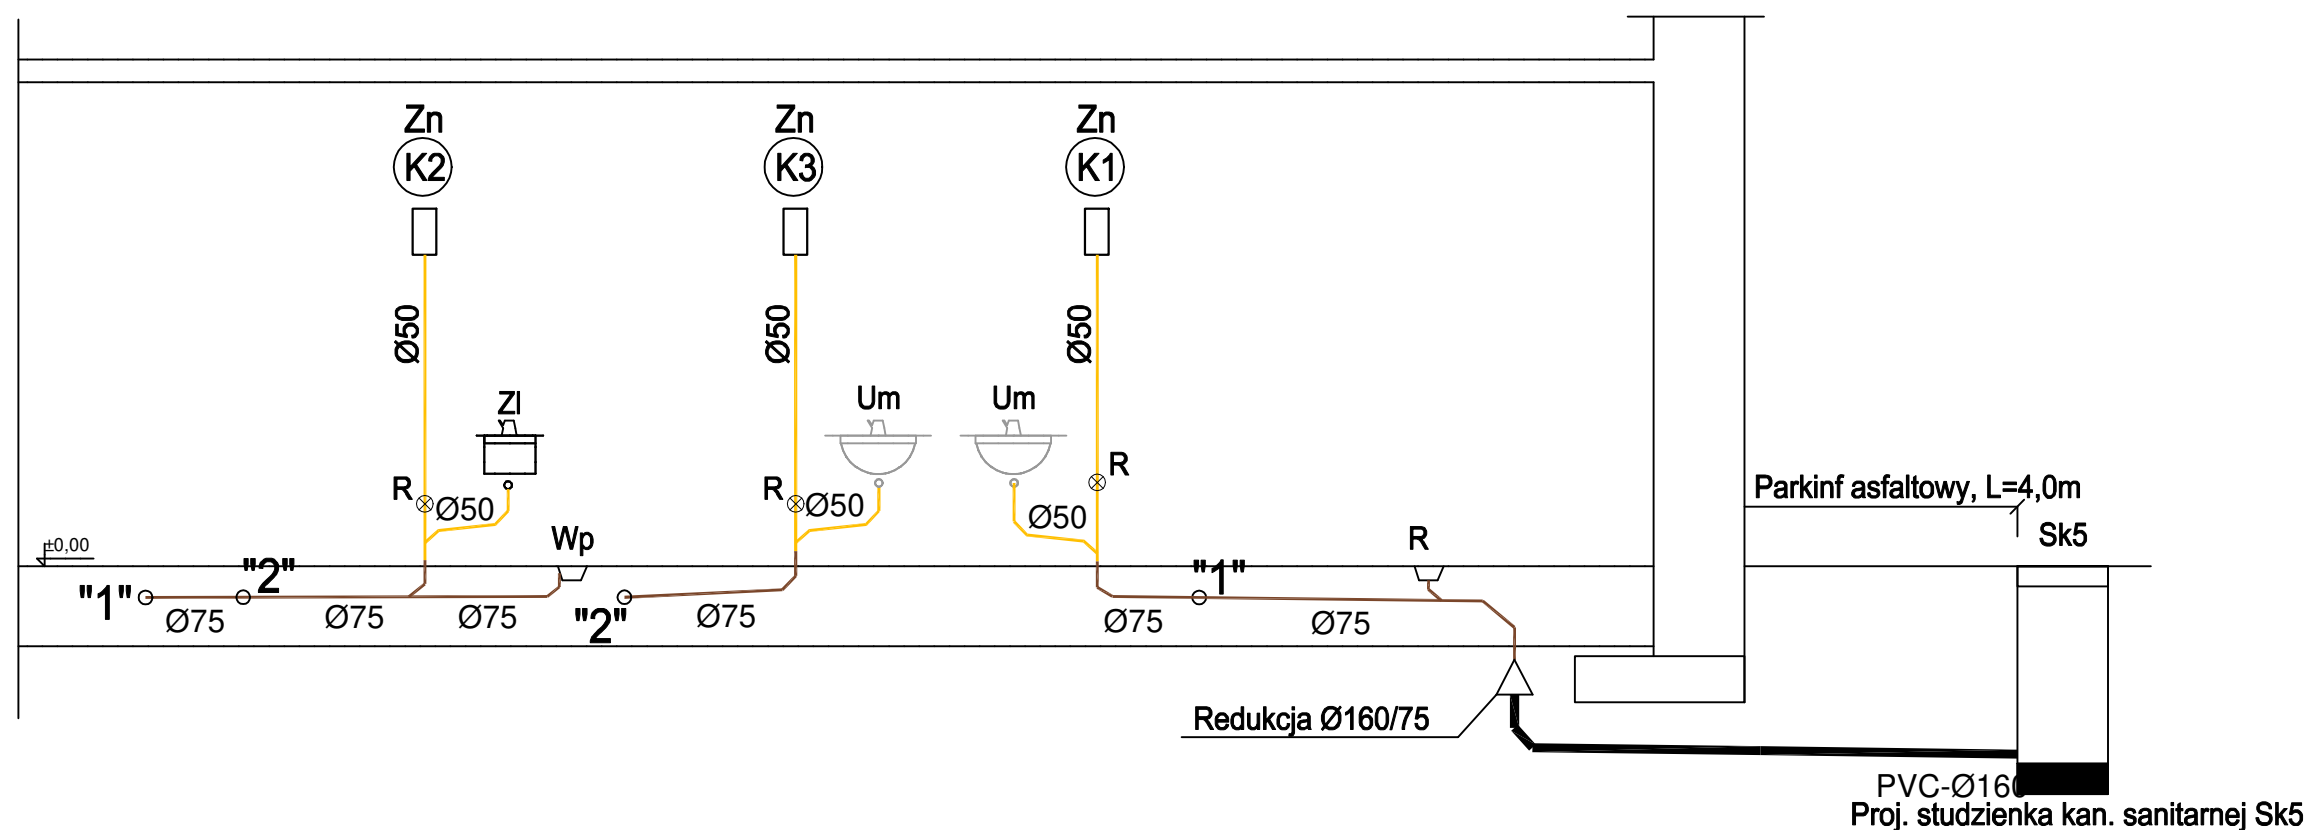 Zn
Zn
Zn
K2
K3
K1
Ø50
Ø50
Ø50
Zl
Um
Um
R
R
R
Ø50
Ø50
Ø50
Parkinf asfaltowy, L=4,0m
Sk5
±0,00
Wp
R
"1"
"2"
"2"
"1"
Ø75
Ø75
Ø75
Ø75
Ø75
Ø75
Redukcja Ø160/75
PVC-Ø160
Proj. studzienka kan. sanitarnej Sk5